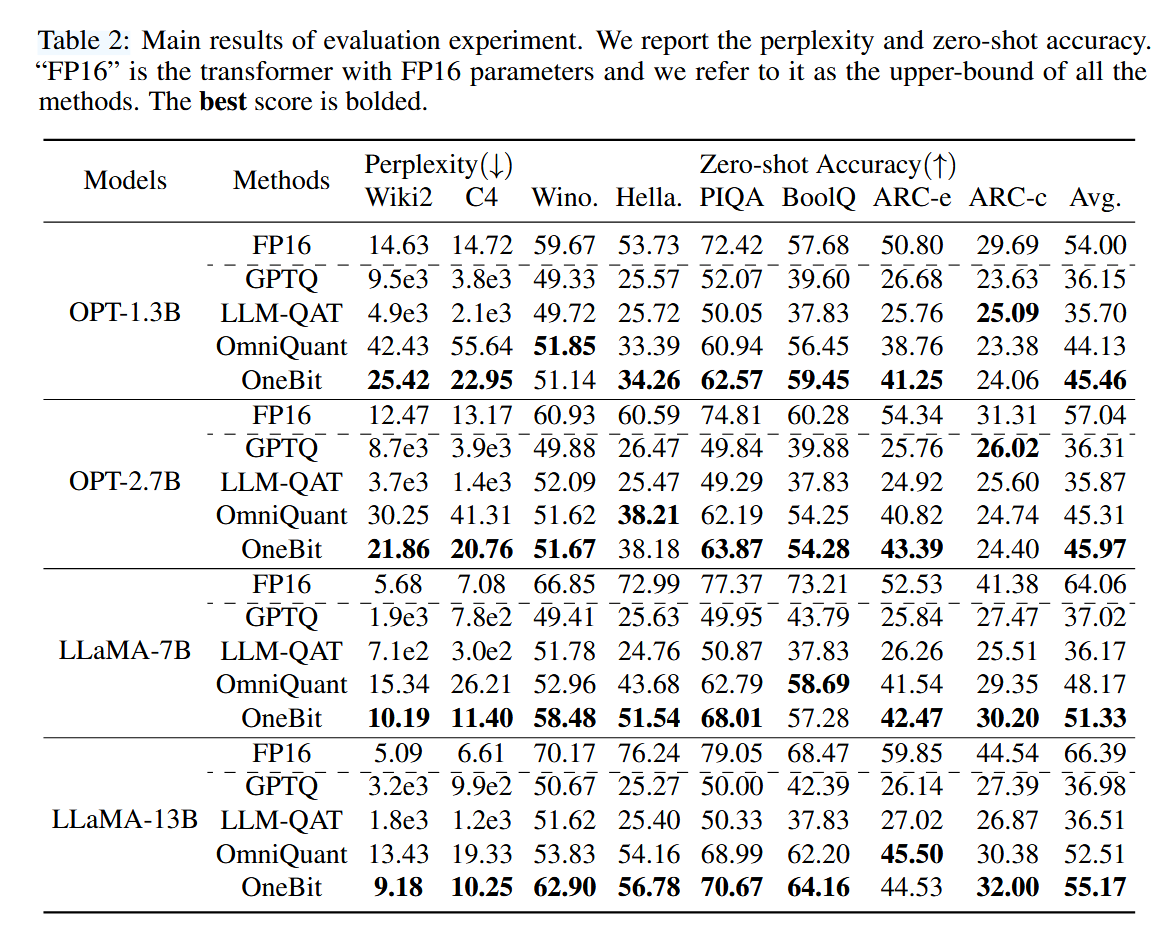 Table 2: Main results of evaluation experiment. We report the perplexity and zero-shot accuracy.
“FP16” is the transformer with FP16 parameters and we refer to it as the upper-bound of all the
methods. The best score is bolded.
Models Methods Perplexity(↓) Zero-shot Accuracy(↑)
Wiki2 C4 Wino. Hella. PIQA BoolQ ARC-e ARC-c Avg.
OPT-1.3B
FP16 14.63 14.72 59.67 53.73 72.42 57.68 50.80 29.69 54.00
GPTQ 9.5e3 3.8e3 49.33 25.57 52.07 39.60 26.68 23.63 36.15
LLM-QAT 4.9e3 2.1e3 49.72 25.72 50.05 37.83 25.76 25.09 35.70
OmniQuant 42.43 55.64 51.85 33.39 60.94 56.45 38.76 23.38 44.13
OneBit 25.42 22.95 51.14 34.26 62.57 59.45 41.25 24.06 45.46
OPT-2.7B
FP16 12.47 13.17 60.93 60.59 74.81 60.28 54.34 31.31 57.04
GPTQ 8.7e3 3.9e3 49.88 26.47 49.84 39.88 25.76 26.02 36.31
LLM-QAT 3.7e3 1.4e3 52.09 25.47 49.29 37.83 24.92 25.60 35.87
OmniQuant 30.25 41.31 51.62 38.21 62.19 54.25 40.82 24.74 45.31
OneBit 21.86 20.76 51.67 38.18 63.87 54.28 43.39 24.40 45.97
LLaMA-7B
FP16 5.68 7.08 66.85 72.99 77.37 73.21 52.53 41.38 64.06
GPTQ 1.9e3 7.8e2 49.41 25.63 49.95 43.79 25.84 27.47 37.02
LLM-QAT 7.1e2 3.0e2 51.78 24.76 50.87 37.83 26.26 25.51 36.17
OmniQuant 15.34 26.21 52.96 43.68 62.79 58.69 41.54 29.35 48.17
OneBit 10.19 11.40 58.48 51.54 68.01 57.28 42.47 30.20 51.33
LLaMA-13B
FP16 5.09 6.61 70.17 76.24 79.05 68.47 59.85 44.54 66.39
GPTQ 3.2e3 9.9e2 50.67 25.27 50.00 42.39 26.14 27.39 36.98
LLM-QAT 1.8e3 1.2e3 51.62 25.40 50.33 37.83 27.02 26.87 36.51
OmniQuant 13.43 19.33 53.83 54.16 68.99 62.20 45.50 30.38 52.51
OneBit 9.18 10.25 62.90 56.78 70.67 64.16 44.53 32.00 55.17